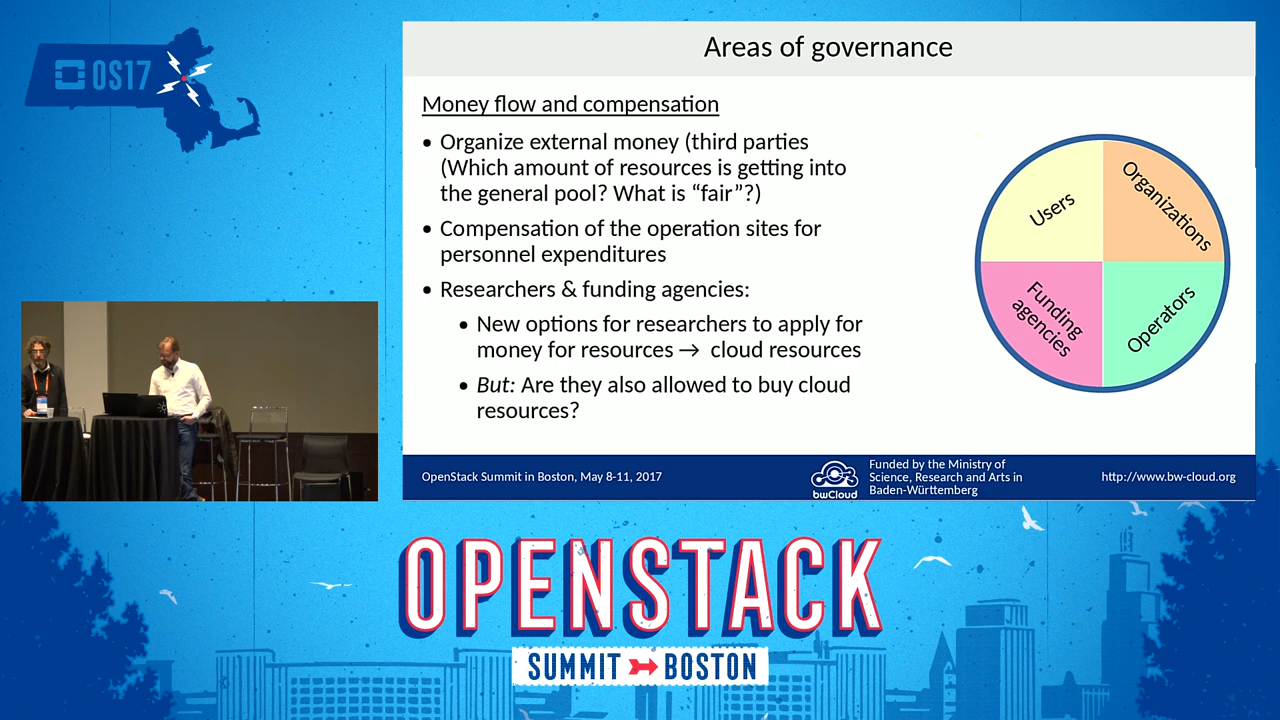 OS17
Areas of governance
Money flow and compensation
• Organize external money (third parties
(Which amount of resources is getting into
the general pool? What is “fair”?)
• Compensation of the operation sites for
personnel expenditures
• Researchers & funding agencies:
• New options for researchers to apply for
money for resources → cloud resources
• But: Are they also allowed to buy cloud
resources?
Users
Organizations
Funding
agencies
Operators
OpenStack Summit in Boston, May 8-11, 2017
bwCloud
Funded by the Ministry of
Science, Research and Arts in
Baden-Württemberg
http://www.bw-cloud.org
OPENSTACK
SUMMIT BOSTON